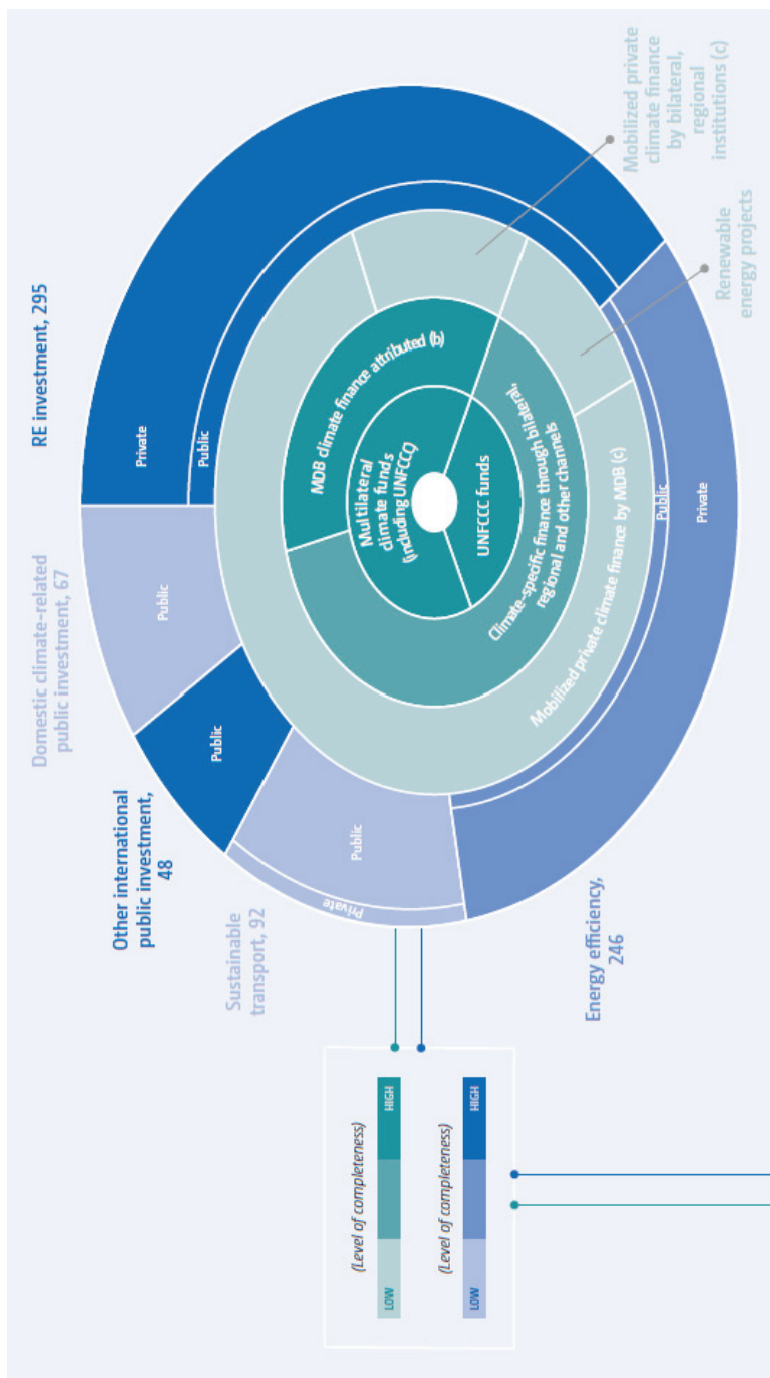 Domestic climate-related
public investment, 67
RE investment, 295
Other international
public investment,
48
Sustainable
transport, 92
Private
Public
Public
Public
Public
Private
MDB climate finance attributed (b)
Multilateral
climate funds
(including UNFCCC)
UNFCCC funds
Climate-specific finance through bilateral,
regional and other channels
Mobilized private climate finance by MDB (c)
Public
Private
Mobilized private
climate finance
by bilateral,
regional
institutions (c)
Renewable
energy projects
Energy efficiency,
246
(Level of completeness)
LOW
HIGH
(Level of completeness)
LOW
HIGH